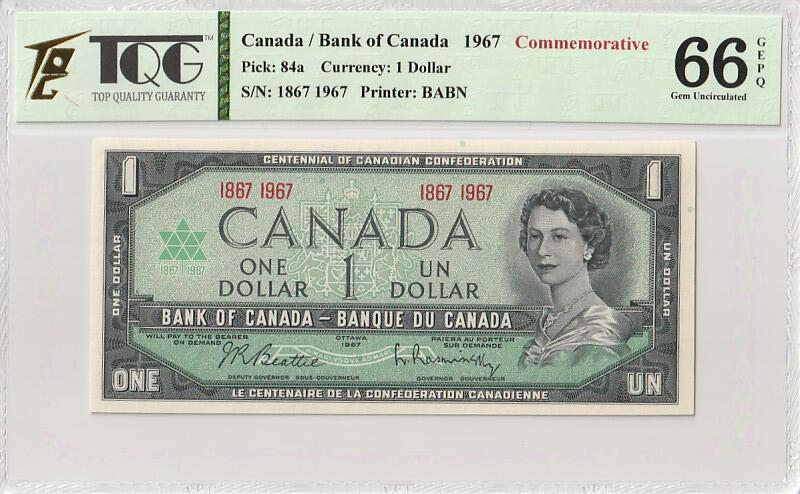 TQG
TOP QUALITY GUARANTY
Canada / Bank of Canada 1967 Commemorative
Pick: 84a Currency: 1 Dollar
S/N: 1867 1967 Printer: BABN
66
GEPQ
Gem Uncirculated
CENTENNIAL OF CANADIAN CONFEDERATION
1 1
1867 1967 1867 1967
CANADA
1867 1967
ONE DOLLAR 1 UN DOLLAR
ONE DOLLAR
UN DOLLAR
BANK OF CANADA – BANQUE DU CANADA
WILL PAY TO THE BEARER ON DEMAND
OTTAWA 1967
PAIERA AU PORTEUR SUR DEMANDE
J.R. Beattie
L. Rasminsky
DEPUTY GOVERNOR SOUS-GOUVERNEUR
GOVERNOR GOUVERNEUR
ONE UN
LE CENTENAIRE DE LA CONFÉDÉRATION CANADIENNE